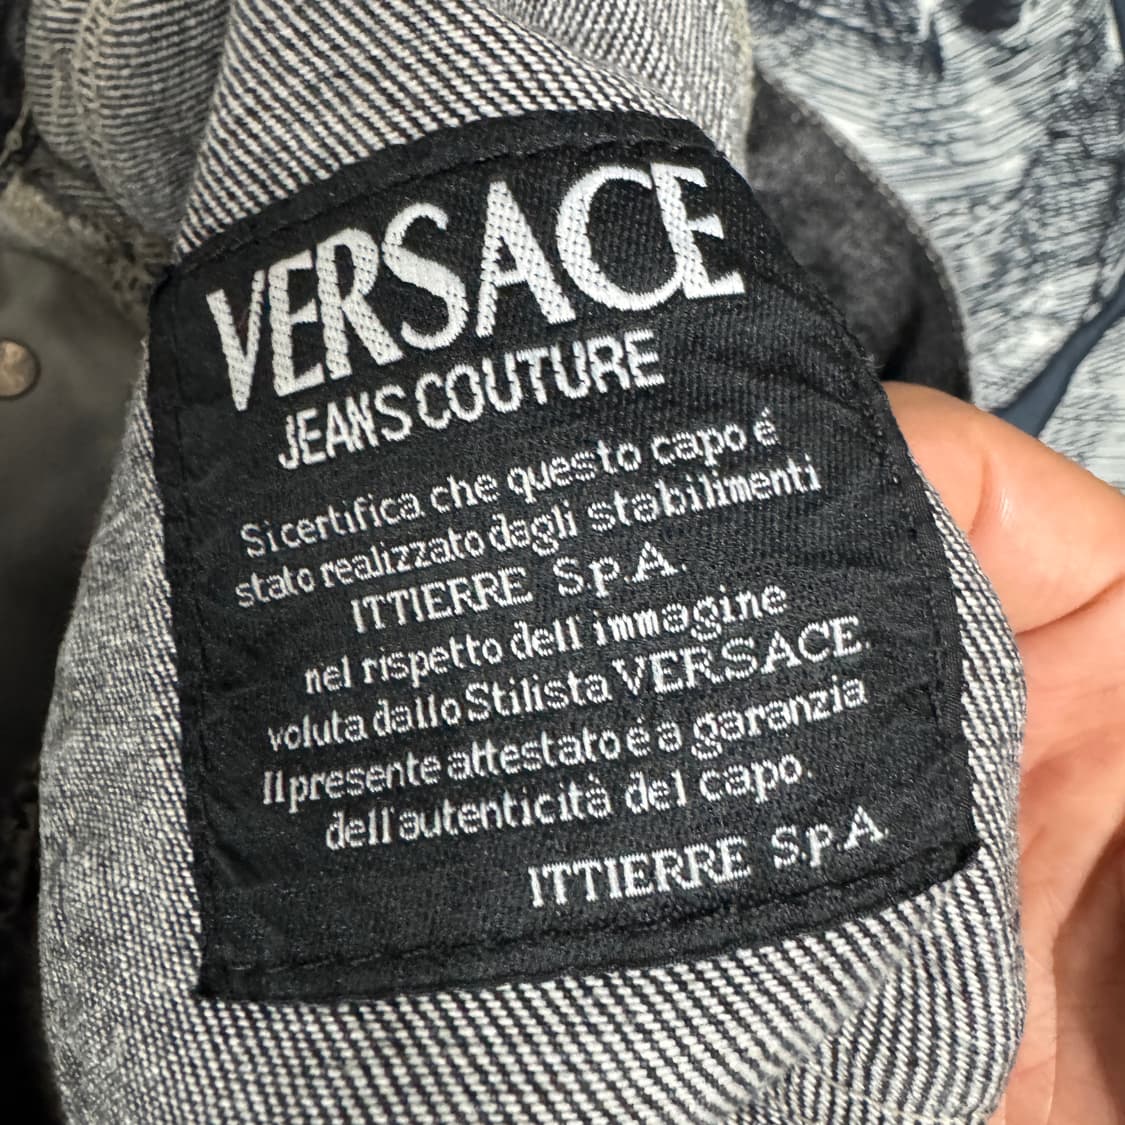 VERSACE
JEANS COUTURE
Si certifica che questo capo é
stato realizzato dagli stabilimenti
ITTIERRE S.p.A.
nel rispetto dell'immagine
voluta dallo Stilista VERSACE.
Il presente attestato é a garanzia
dell'autenticità del capo.
ITTIERRE S.p.A